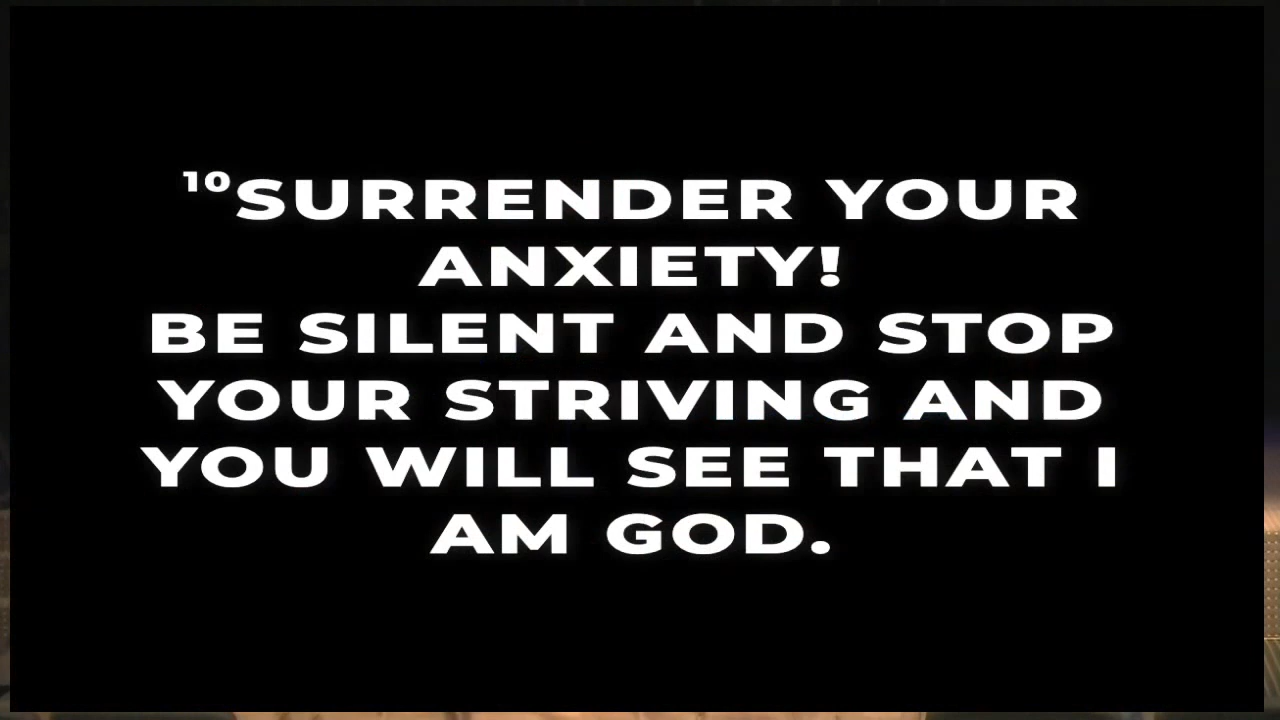 ¹⁰SURRENDER YOUR
ANXIETY!
BE SILENT AND STOP
YOUR STRIVING AND
YOU WILL SEE THAT I
AM GOD.